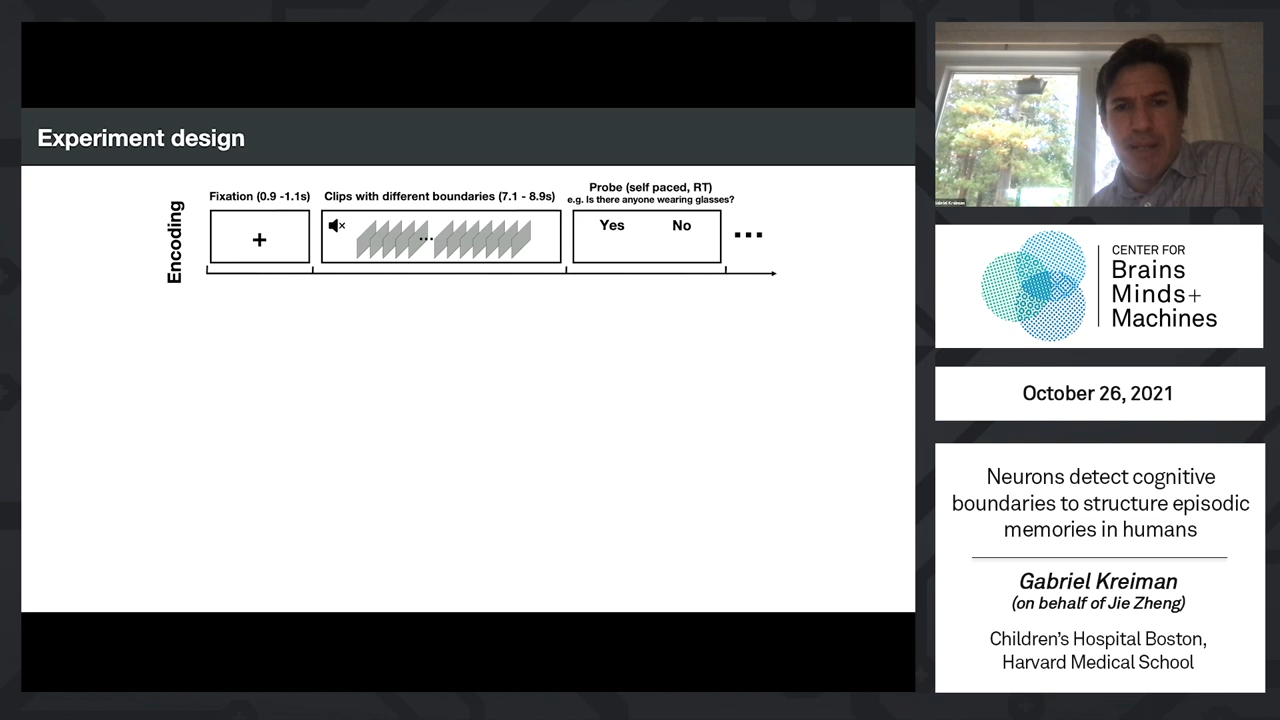 Experiment design
Encoding
Fixation (0.9 -1.1s)
Clips with different boundaries (7.1 - 8.9s)
Probe (self paced, RT)
e.g. Is there anyone wearing glasses?
+
...
Yes No
...
Gabriel Kreiman
CENTER FOR
Brains
Minds+
Machines
October 26, 2021
Neurons detect cognitive
boundaries to structure episodic
memories in humans
Gabriel Kreiman
(on behalf of Jie Zheng)
Children's Hospital Boston,
Harvard Medical School